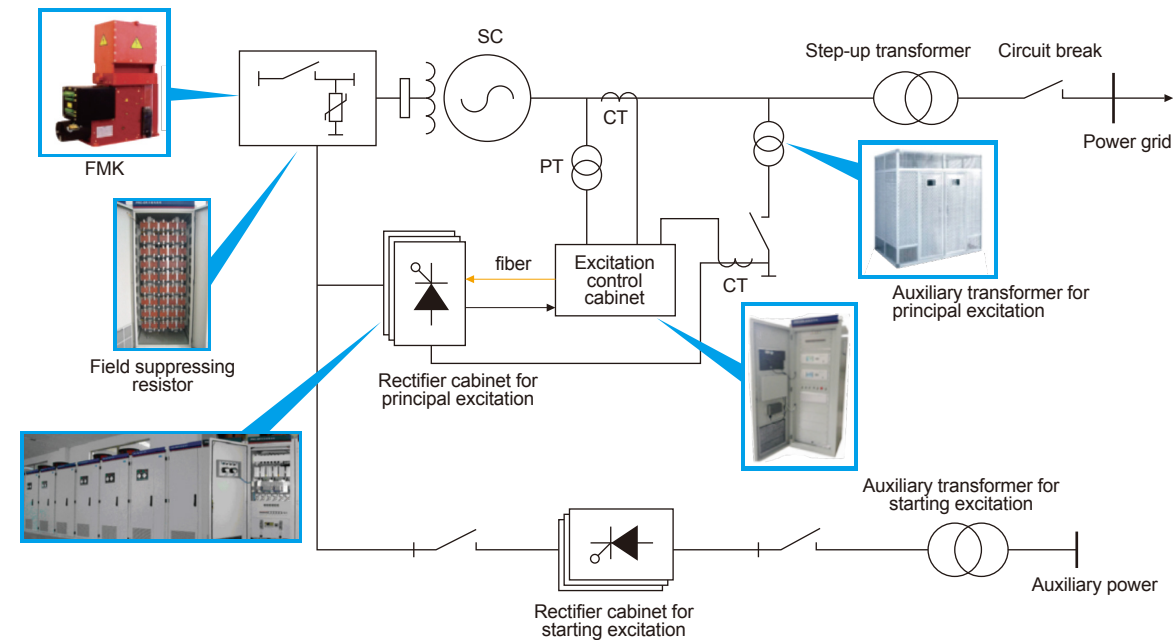 SC
Step-up transformer
Circuit break
CT
Power grid
FMK
PT
fiber
Excitation
control
cabinet
CT
Auxiliary transformer for
principal excitation
Field suppressing
resistor
Rectifier cabinet for
principal excitation
Auxiliary transformer for
starting excitation
Auxiliary power
Rectifier cabinet for
starting excitation